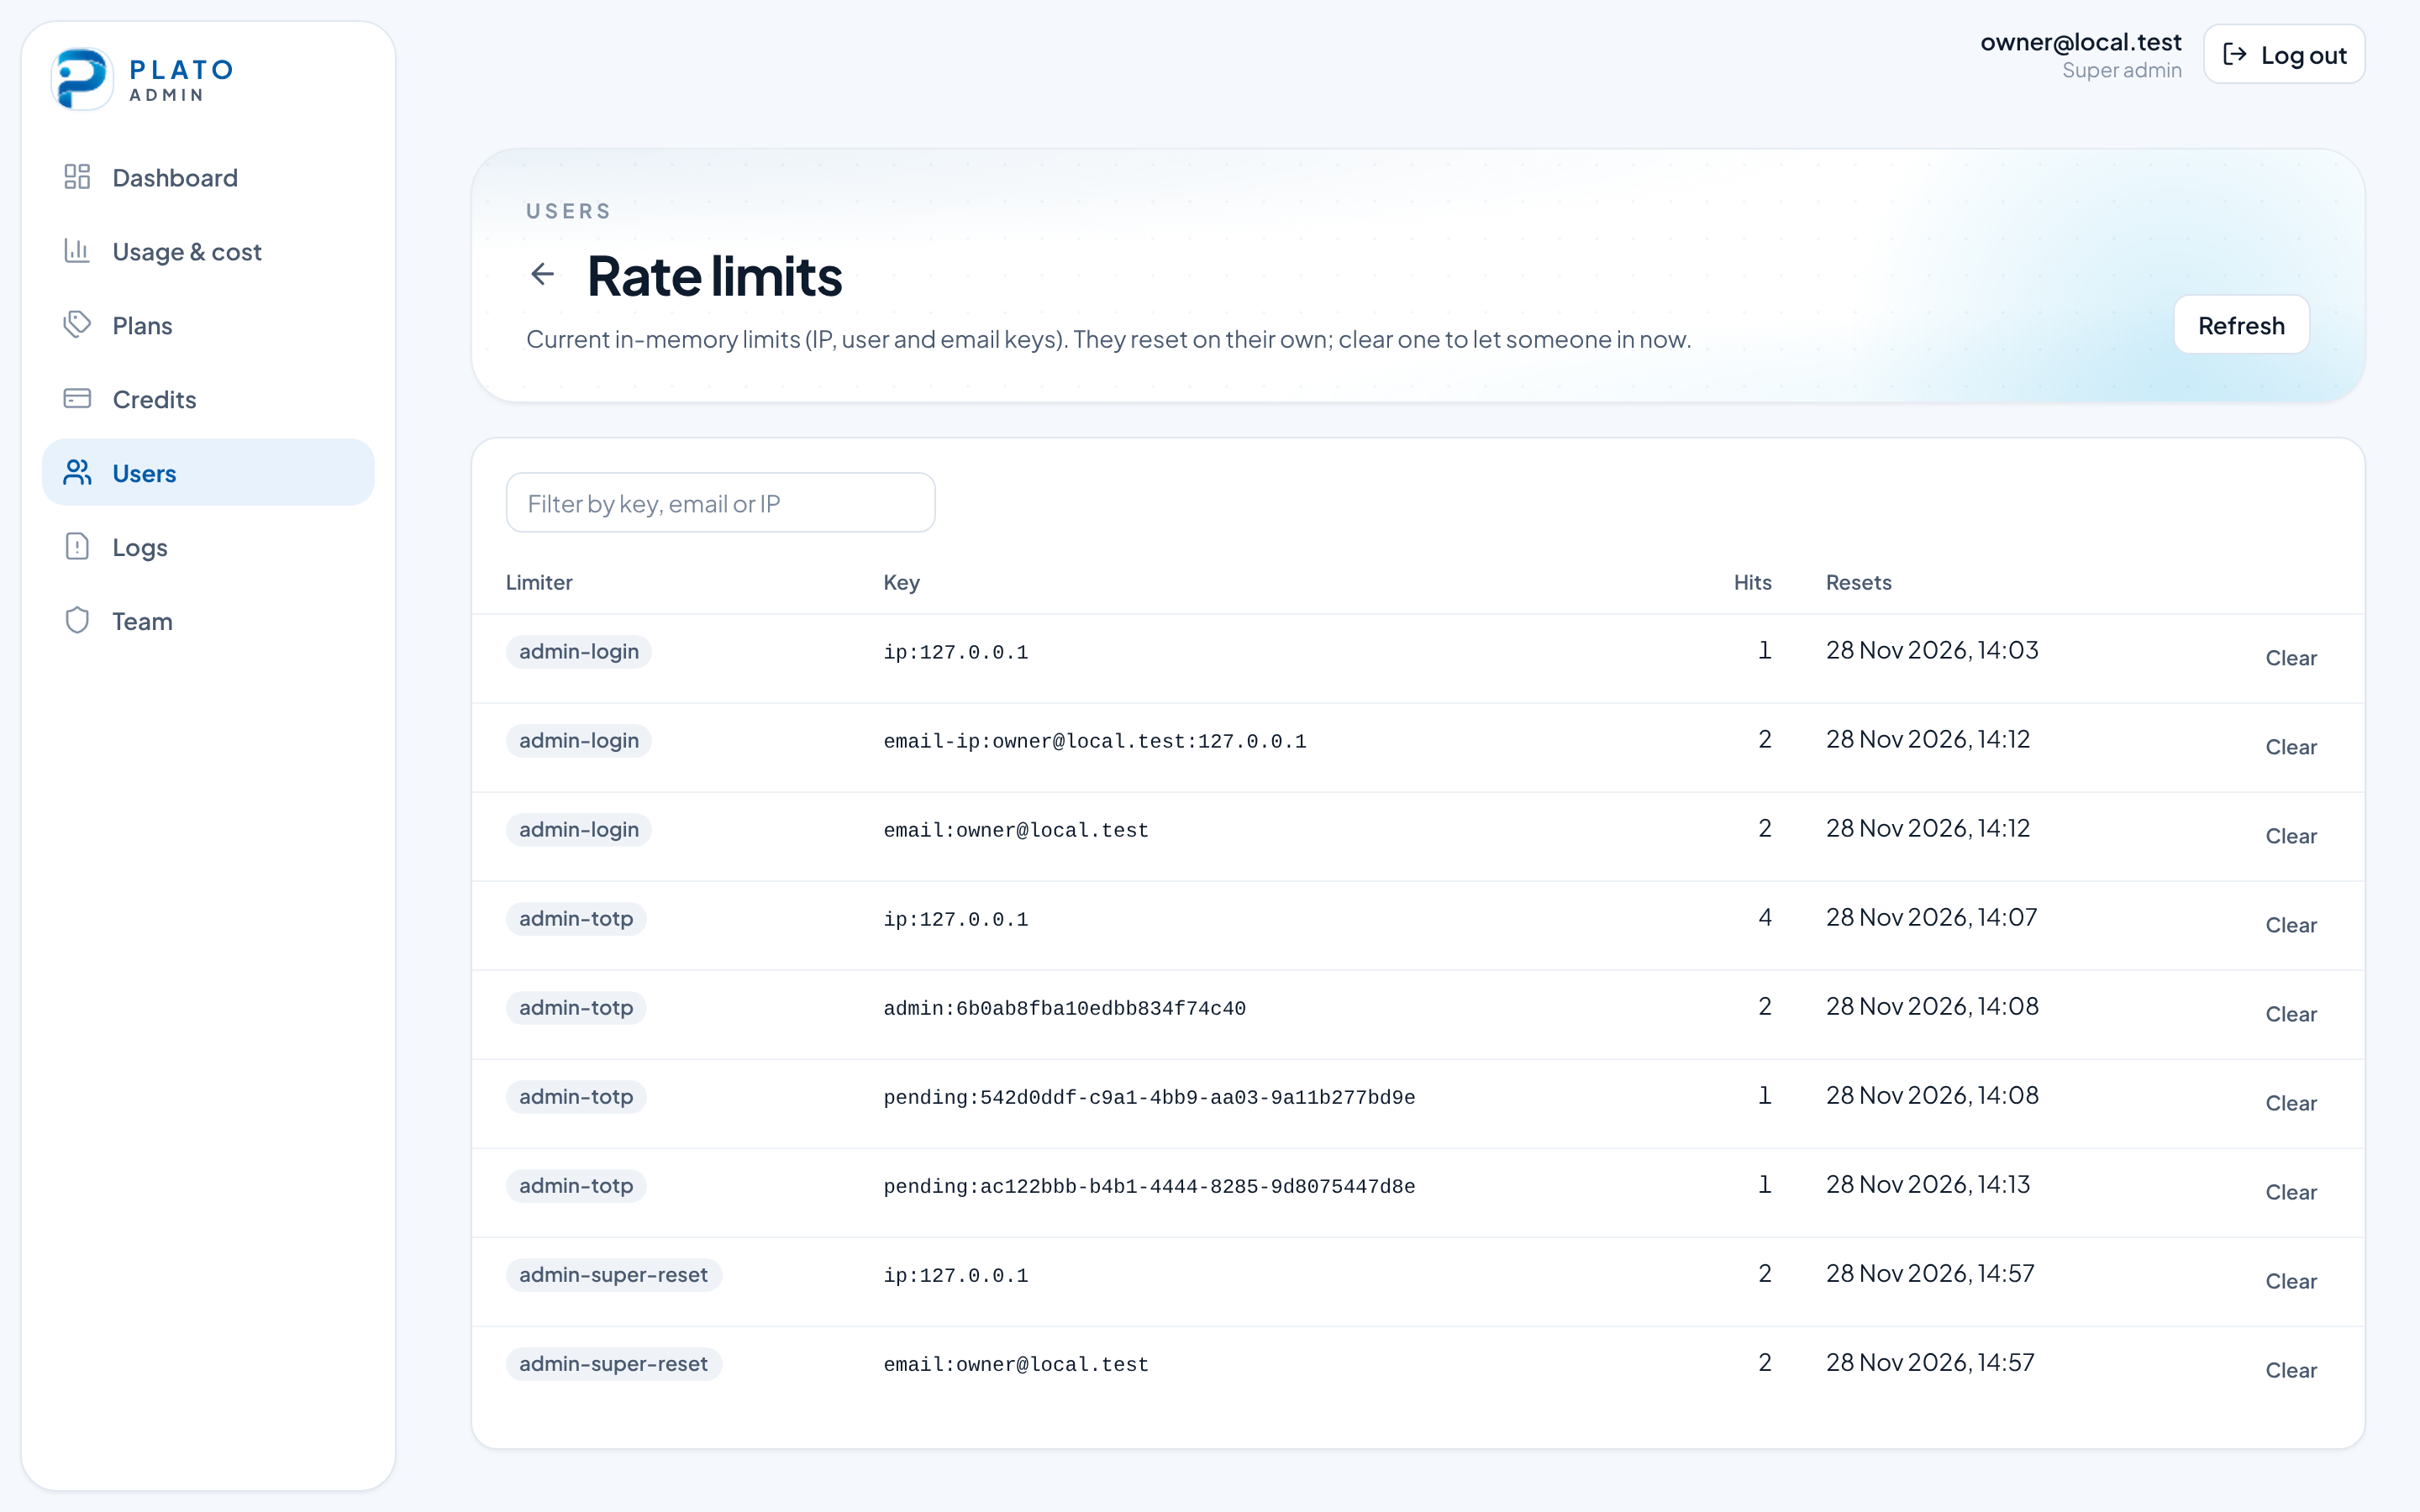 PLATO
ADMIN
Dashboard
Usage & cost
Plans
Credits
Users
Logs
Team
owner@local.test
Super admin
Log out
USERS
Rate limits
Current in-memory limits (IP, user and email keys). They reset on their own; clear one to let someone in now.
Refresh
Filter by key, email or IP
Limiter Key Hits Resets
admin-login ip:127.0.0.1 1 28 Nov 2026, 14:03 Clear
admin-login email-ip:owner@local.test:127.0.0.1 2 28 Nov 2026, 14:12 Clear
admin-login email:owner@local.test 2 28 Nov 2026, 14:12 Clear
admin-totp ip:127.0.0.1 4 28 Nov 2026, 14:07 Clear
admin-totp admin:6b0ab8fba10edbb834f74c40 2 28 Nov 2026, 14:08 Clear
admin-totp pending:542d0ddf-c9a1-4bb9-aa03-9a11b277bd9e 1 28 Nov 2026, 14:08 Clear
admin-totp pending:ac122bbb-b4b1-4444-8285-9d8075447d8e 1 28 Nov 2026, 14:13 Clear
admin-super-reset ip:127.0.0.1 2 28 Nov 2026, 14:57 Clear
admin-super-reset email:owner@local.test 2 28 Nov 2026, 14:57 Clear